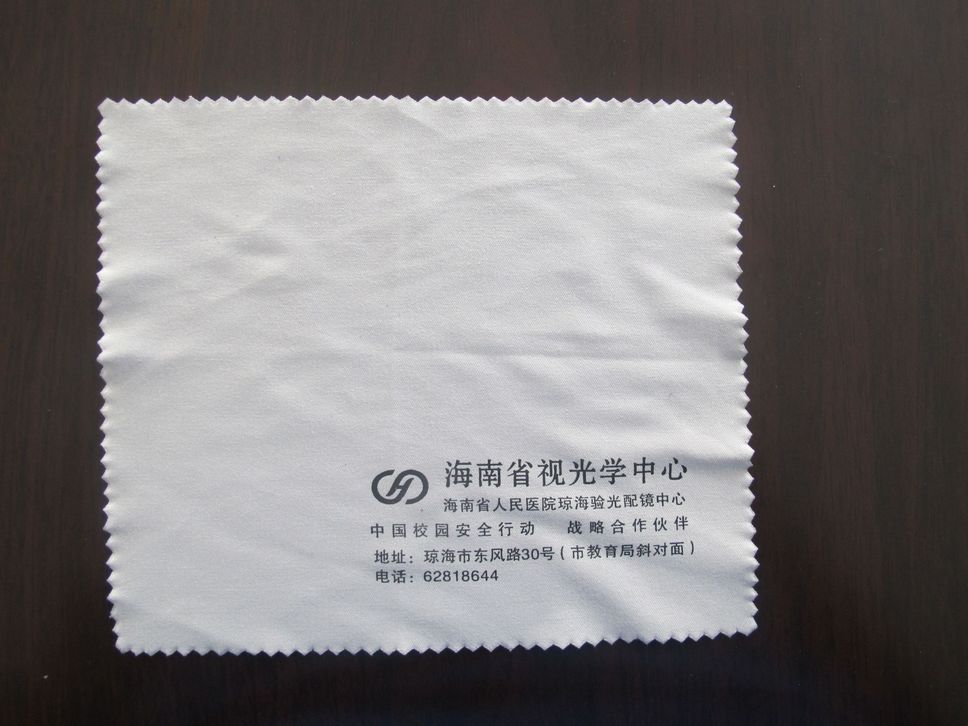 海南省视光学中心
海南省人民医院琼海验光配镜中心
中国校园安全行动 战略合作伙伴
地址：琼海市东风路30号（市教育局斜对面）
电话：62818644